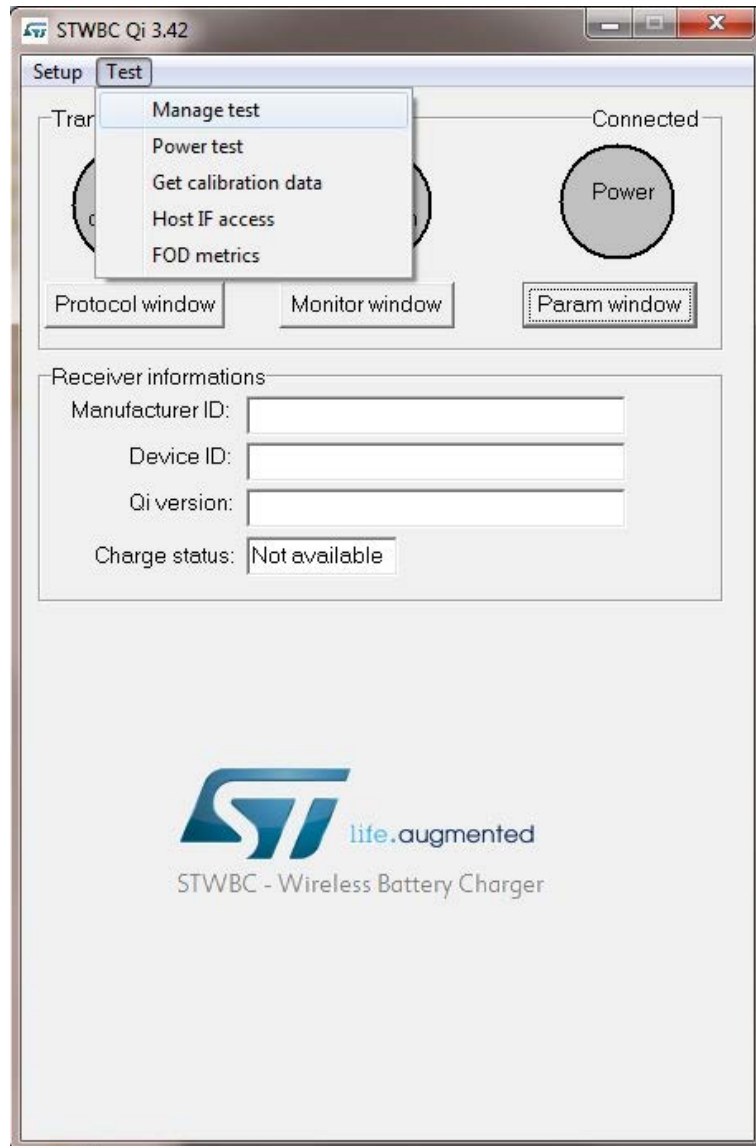 STWBC Qi 3.42
Setup Test
Manage test
Power test
Get calibration data
Host IF access
FOD metrics
Connected
Power
Protocol window Monitor window Param window
Receiver informations
Manufacturer ID:
Device ID:
Qi version:
Charge status: Not available
ST
life.augmented
STWBC - Wireless Battery Charger